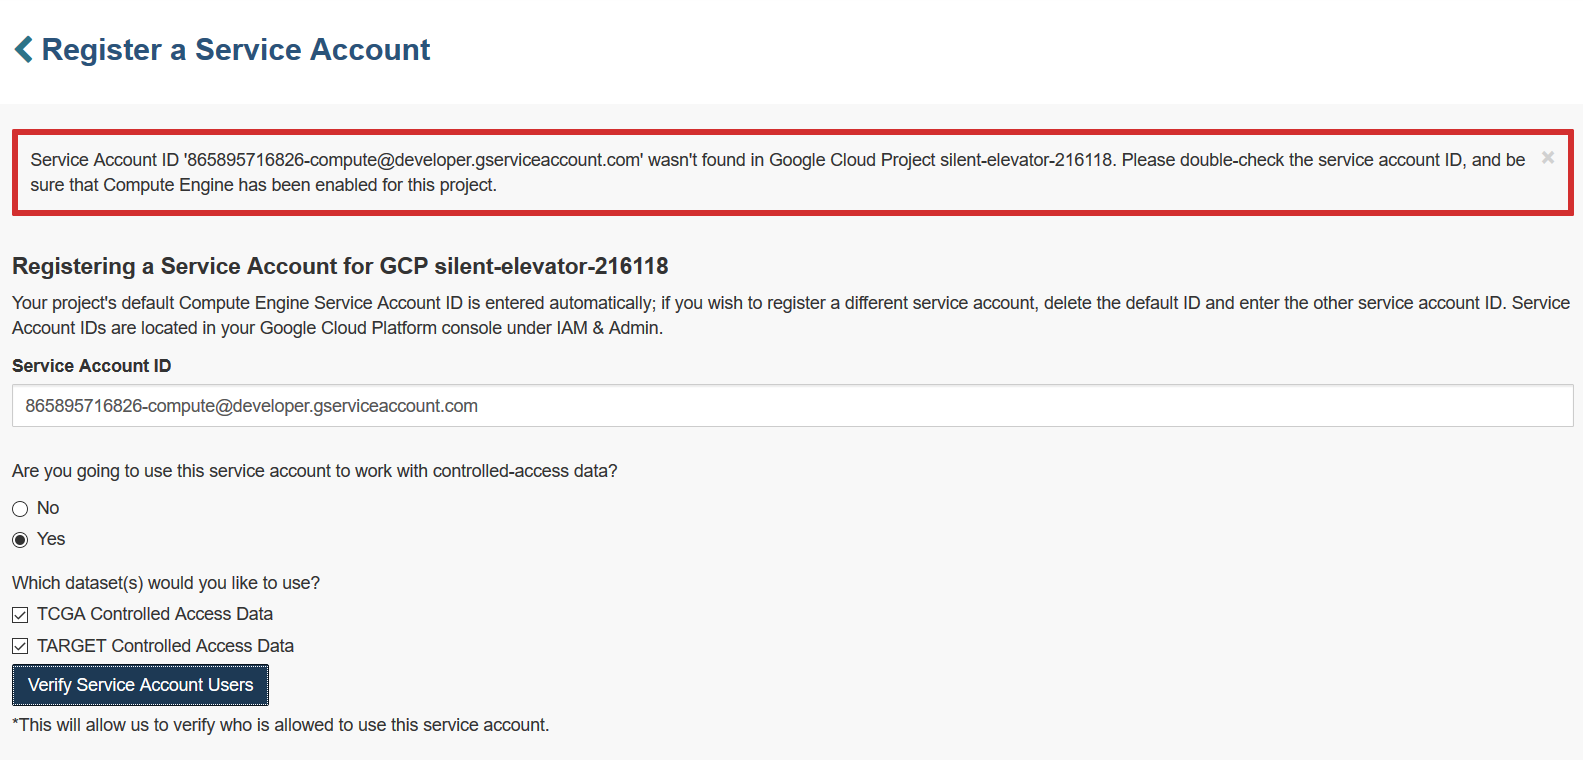 Register a Service Account
Service Account ID '865895716826-compute@developer.gserviceaccount.com' wasn't found in Google Cloud Project silent-elevator-216118. Please double-check the service account ID, and be
sure that Compute Engine has been enabled for this project.
×
Registering a Service Account for GCP silent-elevator-216118
Your project's default Compute Engine Service Account ID is entered automatically; if you wish to register a different service account, delete the default ID and enter the other service account ID. Service
Account IDs are located in your Google Cloud Platform console under IAM & Admin.
Service Account ID
865895716826-compute@developer.gserviceaccount.com
Are you going to use this service account to work with controlled-access data?
No
Yes
Which dataset(s) would you like to use?
TCGA Controlled Access Data
TARGET Controlled Access Data
Verify Service Account Users
*This will allow us to verify who is allowed to use this service account.